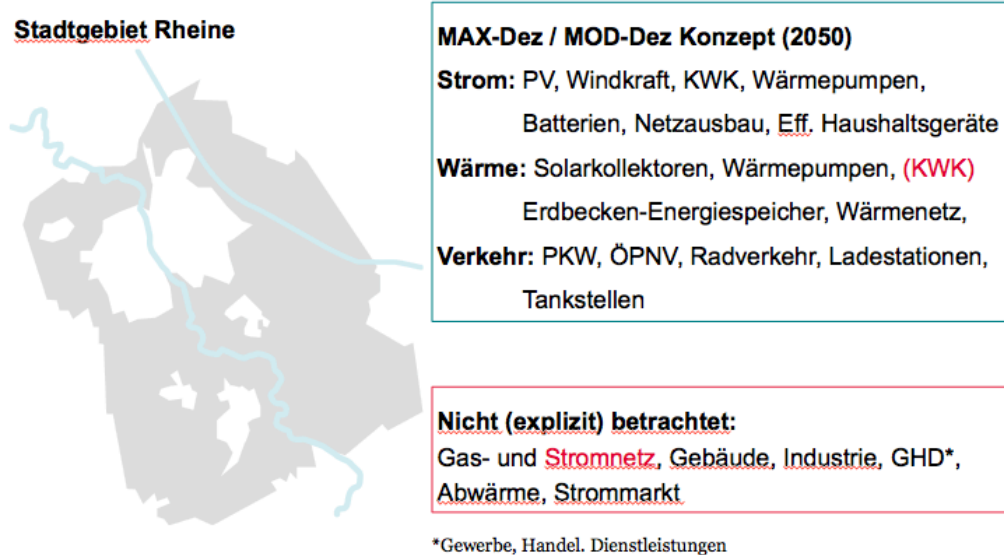 Stadtgebiet Rheine
MAX-Dez / MOD-Dez Konzept (2050)
Strom: PV, Windkraft, KWK, Wärmepumpen,
Batterien, Netzausbau, Eff. Haushaltsgeräte
Wärme: Solarkollektoren, Wärmepumpen, (KWK)
Erdbecken-Energiespeicher, Wärmenetz,
Verkehr: PKW, ÖPNV, Radverkehr, Ladestationen,
Tankstellen
Nicht (explizit) betrachtet:
Gas- und Stromnetz, Gebäude, Industrie, GHD*,
Abwärme, Strommarkt
*Gewerbe, Handel. Dienstleistungen